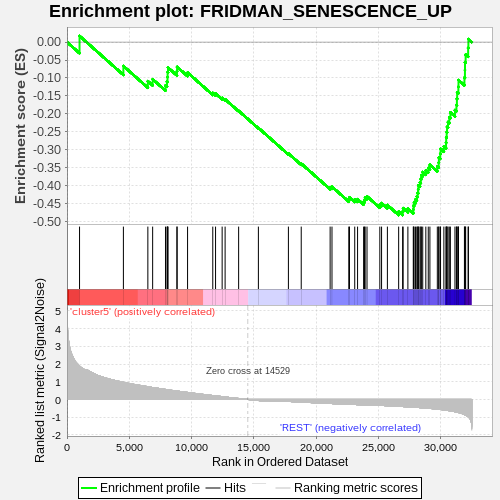 Enrichment plot: FRIDMAN_SENESCENCE_UP
Enrichment score (ES)
0.00
-0.05
-0.10
-0.15
-0.20
-0.25
-0.30
-0.35
-0.40
-0.45
-0.50
Ranked list metric (Signal2Noise)
5
4
3
2
1
0
-1
-2
'cluster5' (positively correlated)
Zero cross at 14529
'REST' (negatively correlated)
0
5,000
10,000
15,000
20,000
25,000
30,000
Rank in Ordered Dataset
Enrichment profile
Hits
Ranking metric scores